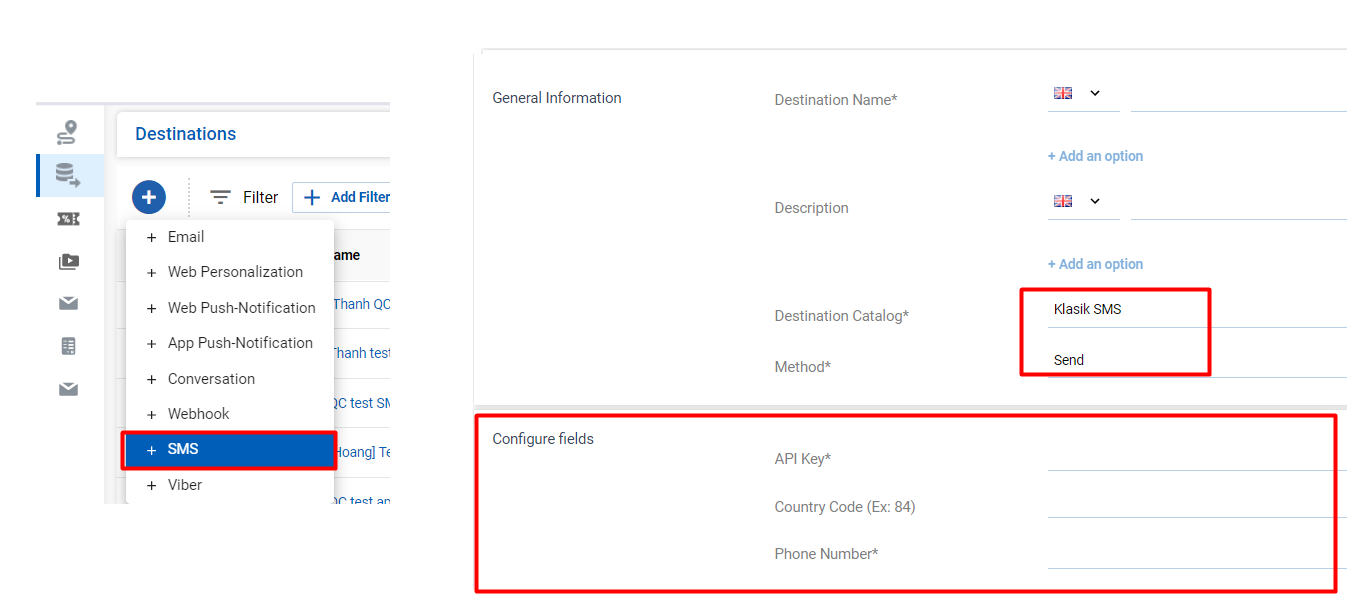 Destinations
Filter
Add Filter
+ Email
+ Web Personalization
+ Web Push-Notification
+ App Push-Notification
+ Conversation
+ Webhook
+ SMS
+ Viber
ame
Thanh QC
Thanh test
QC test SM
Hoang] Te
QC test ap
General Information
Destination Name*
+ Add an option
Description
+ Add an option
Destination Catalog*
Klasik SMS
Method*
Send
Configure fields
API Key*
Country Code (Ex: 84)
Phone Number*